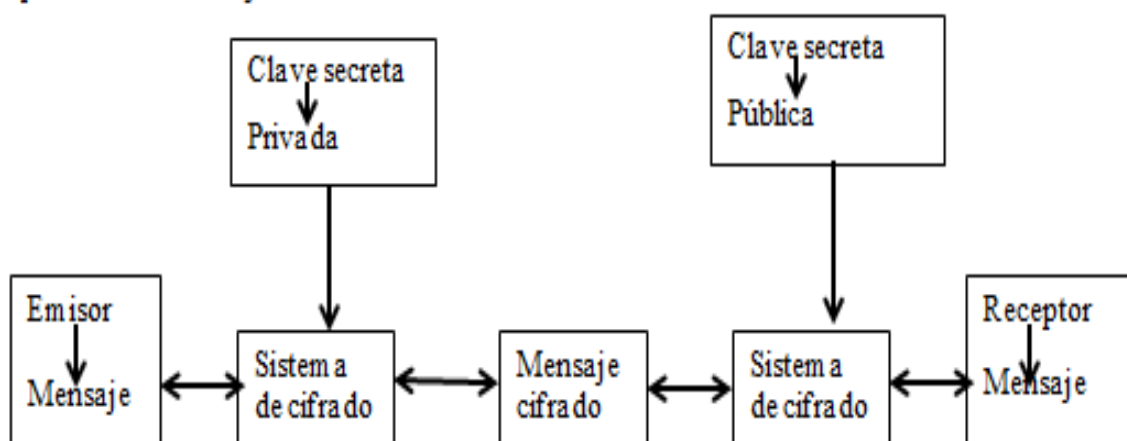 Clave secreta
Privada
Clave secreta
Pública
Emisor
Mensaje
Sistema
de cifrado
Mensaje
cifrado
Sistema
de cifrado
Receptor
Mensaje